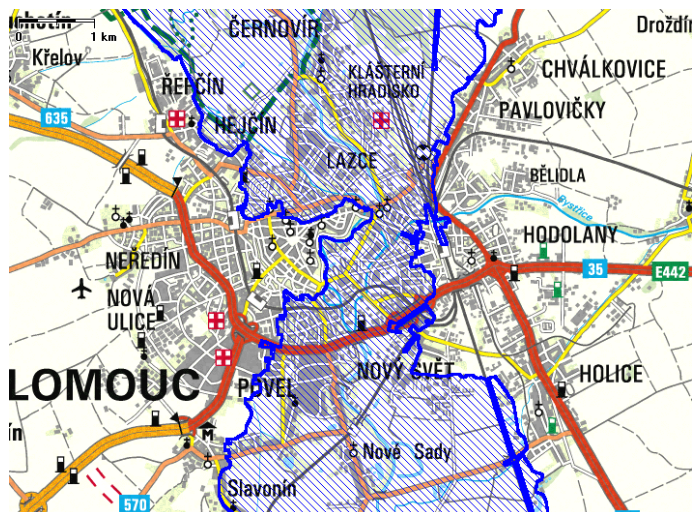 ČERNOVÍR
Droždín
0
1 km
Křelov
KLÁŠTERNÍ
HRADISKO
CHVÁLKOVICE
ŘEPČÍN
PAVLOVIČKY
635
HEJČÍN
LAZCE
BĚLIDLA
Bystřice
HODOLANY
NEŘEDÍN
35
E442
NOVÁ
ULICE
NOVÝ SVĚT
HOLICE
LOMOUC
POVEL
M
Nové Sady
Slavonín
570